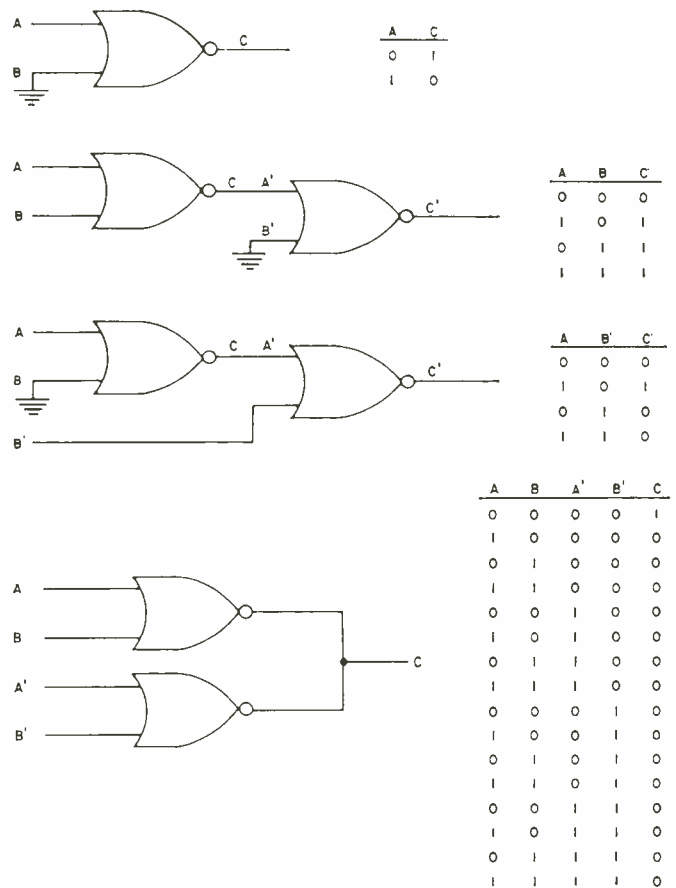 A
C
B
A C
0 1
1 0
A
C A'
B
B'
C'
A B C'
0 0 0
1 0 1
0 1 1
1 1 1
A
C A'
B
C'
B'
A B' C'
0 0 0
1 0 1
0 1 0
1 1 0
A
B
A'
B'
C
A B A' B' C
0 0 0 0 1
1 0 0 0 0
0 1 0 0 0
1 1 0 0 0
0 0 1 0 0
1 0 1 0 0
0 1 1 0 0
1 1 1 0 0
0 0 0 1 0
1 0 0 1 0
0 1 0 1 0
1 1 0 1 0
0 0 1 1 0
1 0 1 1 0
0 1 1 1 0
1 1 1 1 0